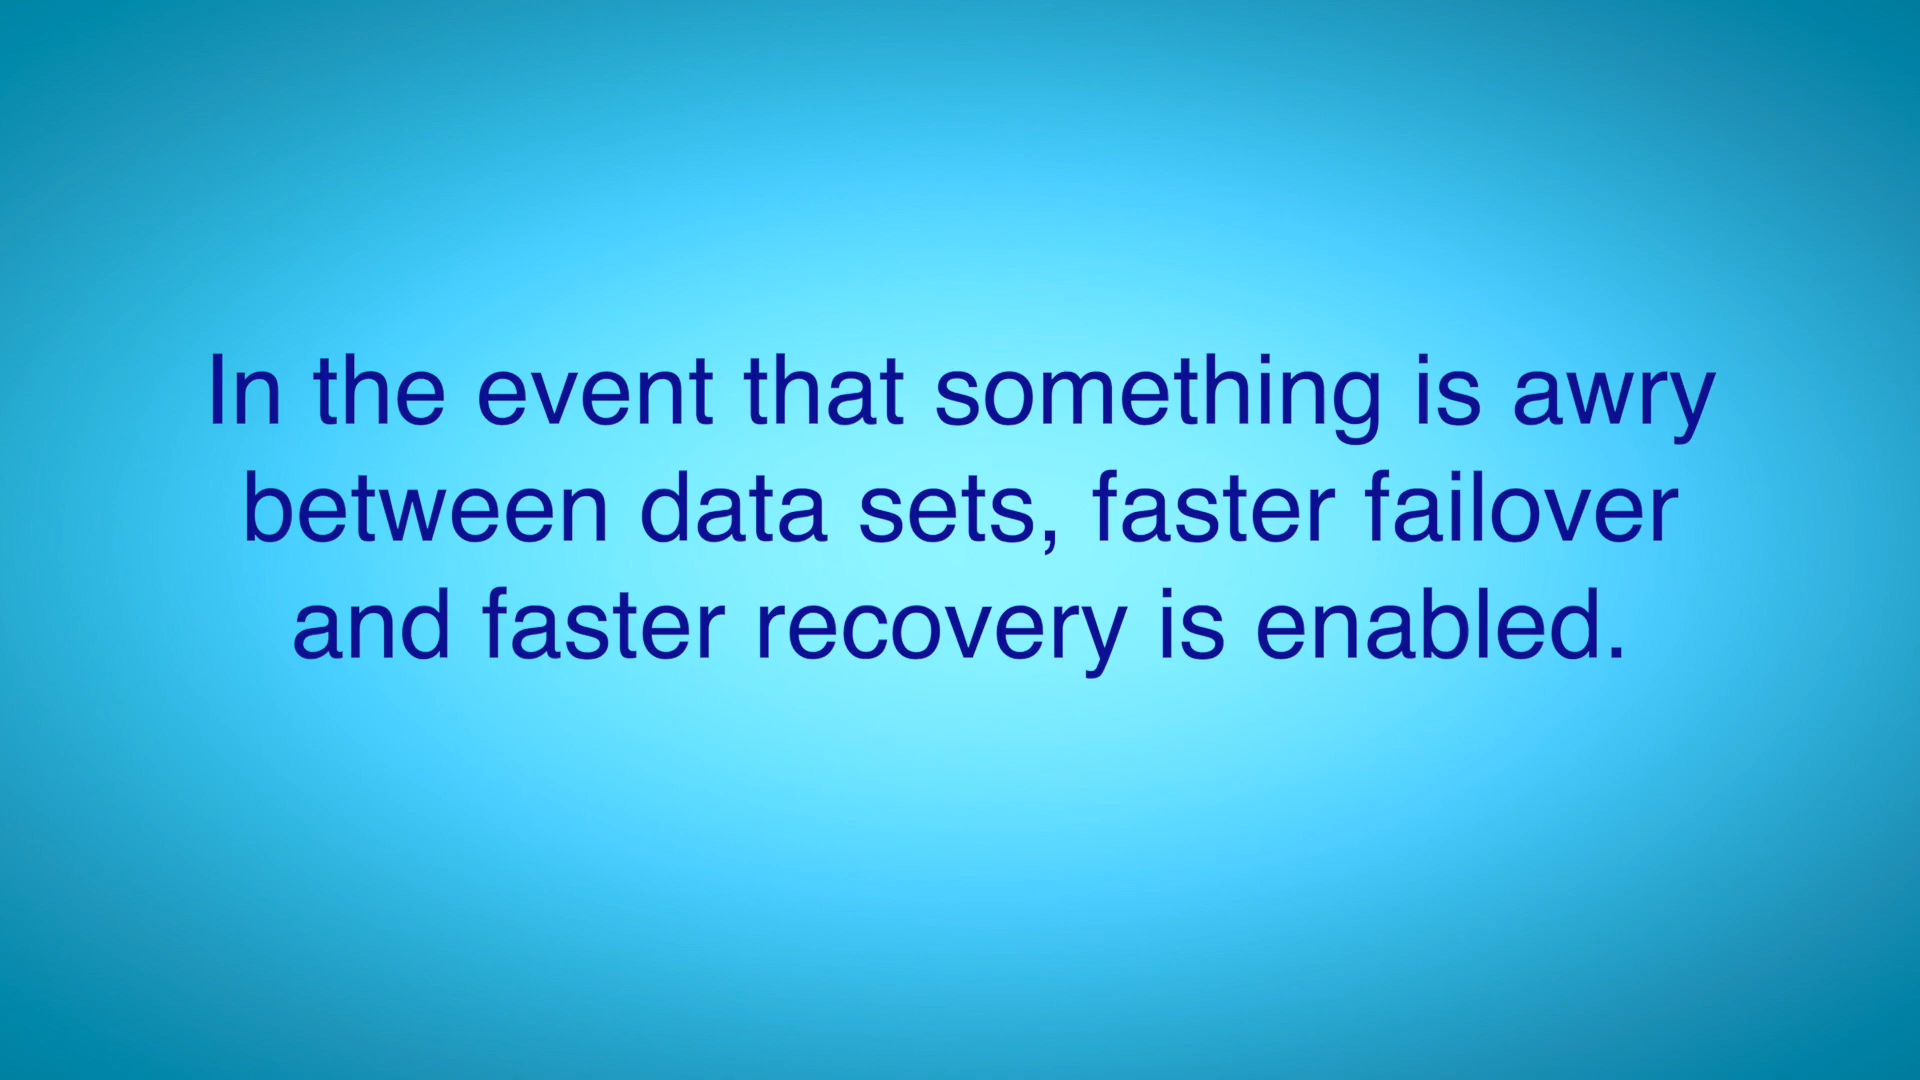 In the event that something is awry
between data sets, faster failover
and faster recovery is enabled.